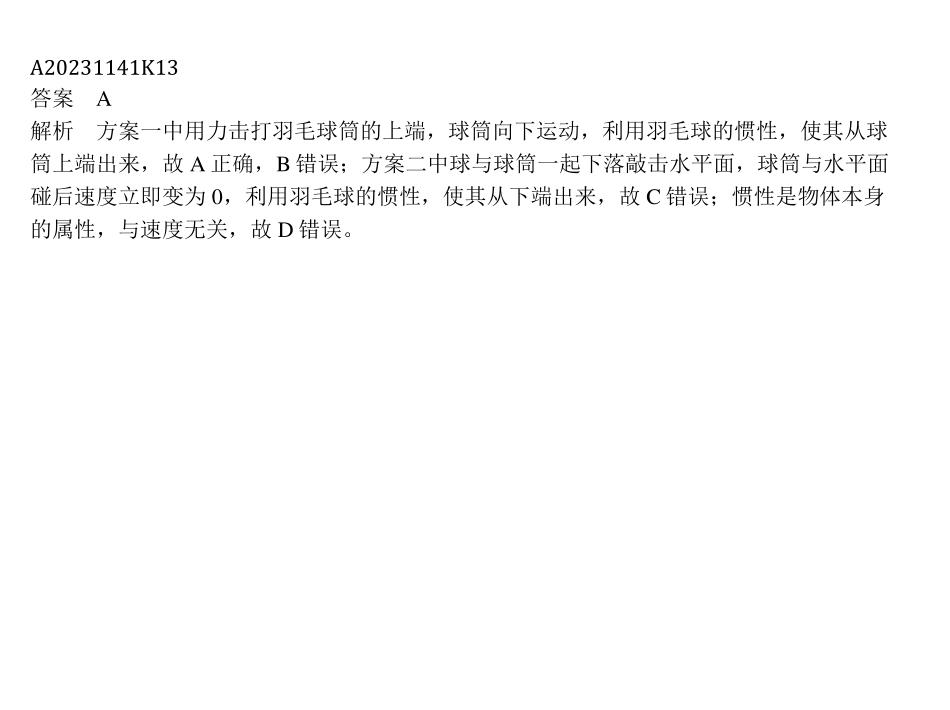 A20231141K13
答案　A
解析　方案一中用力击打羽毛球筒的上端，球筒向下运动，利用羽毛球的惯性，使其从球
筒上端出来，故 A 正确，B 错误；方案二中球与球筒一起下落敲击水平面，球筒与水平面
碰后速度立即变为 0，利用羽毛球的惯性，使其从下端出来，故 C 错误；惯性是物体本身
的属性，与速度无关，故 D 错误。